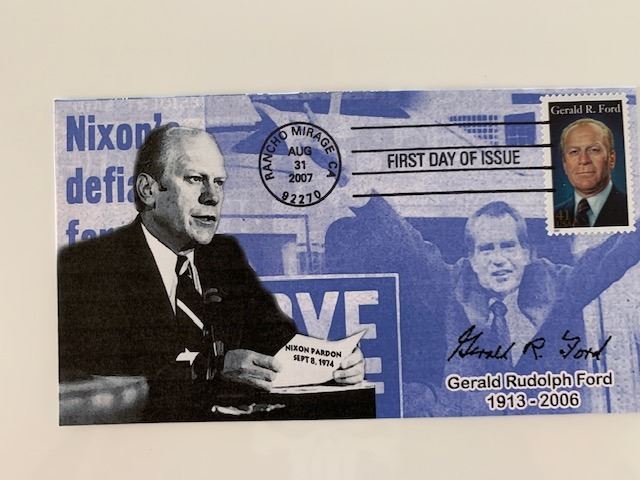 Nixon's
defia
RANCHO MIRAGE CA
AUG
31
2007
92270
FIRST DAY OF ISSUE
Gerald R. Ford
41
NIXON PARDON
SEPT 8, 1974
Gerald R. Ford
Gerald Rudolph Ford
1913 - 2006